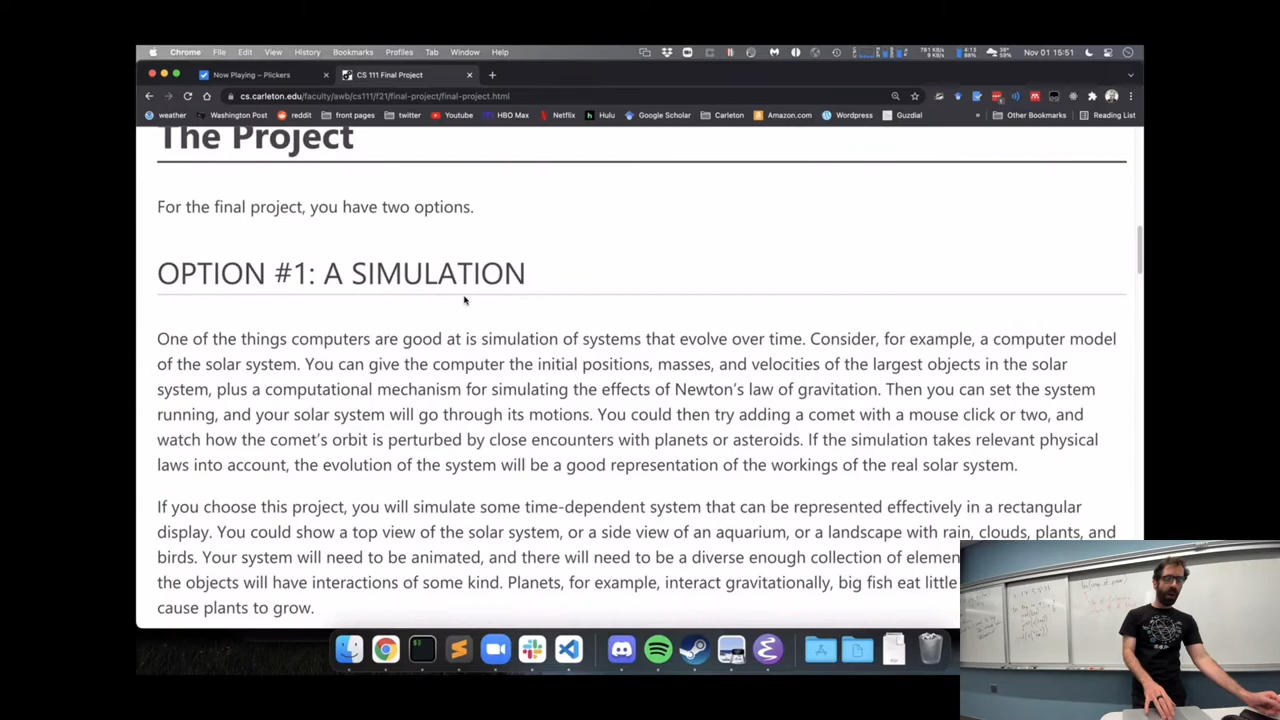 Chrome File Edit View History Bookmarks Profiles Tab Window Help
Nov 01 15:51
Now Playing – Plickers
CS 111 Final Project
cs.carleton.edu/faculty/awb/cs111/f21/final-project/final-project.html
weather Washington Post reddit front pages twitter Youtube HBO Max Netflix Hulu Google Scholar Carleton Amazon.com Wordpress Guzdial » Other Bookmarks Reading List
The Project
For the final project, you have two options.
OPTION #1: A SIMULATION
One of the things computers are good at is simulation of systems that evolve over time. Consider, for example, a computer model
of the solar system. You can give the computer the initial positions, masses, and velocities of the largest objects in the solar
system, plus a computational mechanism for simulating the effects of Newton's law of gravitation. Then you can set the system
running, and your solar system will go through its motions. You could then try adding a comet with a mouse click or two, and
watch how the comet's orbit is perturbed by close encounters with planets or asteroids. If the simulation takes relevant physical
laws into account, the evolution of the system will be a good representation of the workings of the real solar system.
If you choose this project, you will simulate some time-dependent system that can be represented effectively in a rectangular
display. You could show a top view of the solar system, or a side view of an aquarium, or a landscape with rain, clouds, plants, and
birds. Your system will need to be animated, and there will need to be a diverse enough collection of elem
the objects will have interactions of some kind. Planets, for example, interact gravitationally, big fish eat little
cause plants to grow.